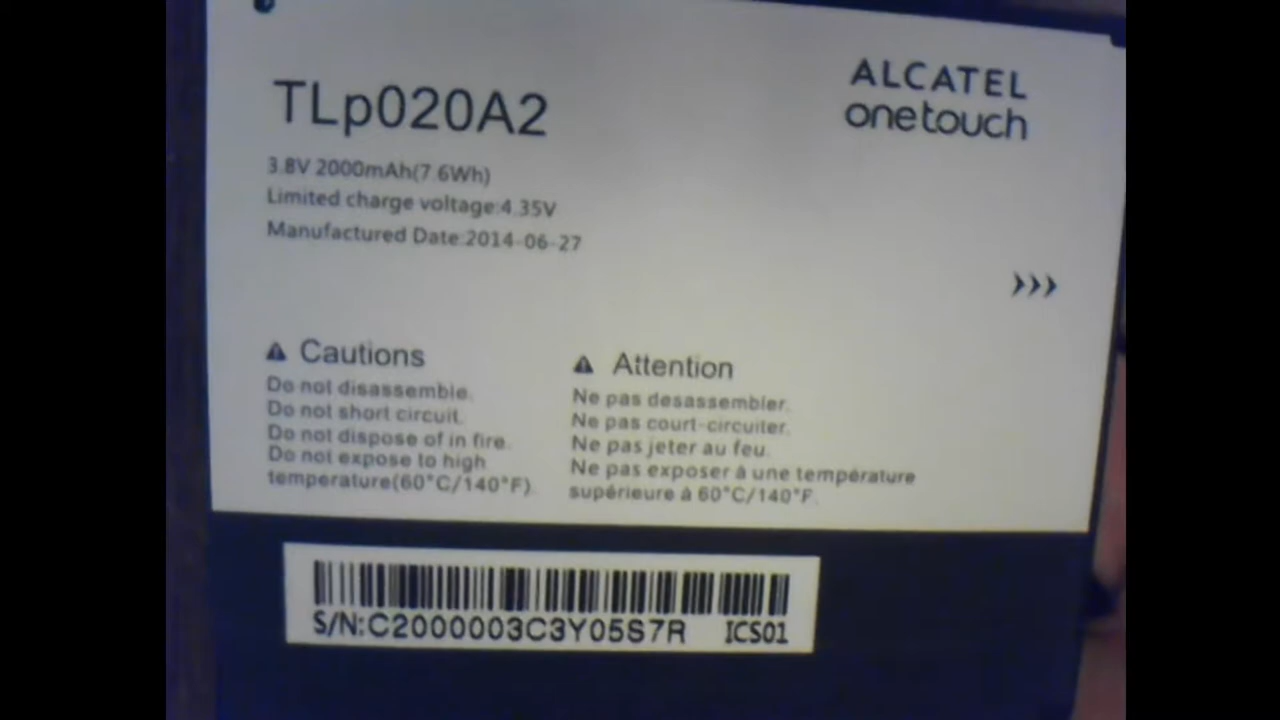 TLp020A2
ALCATEL
onetouch
3.8V 2000mAh(7.6Wh)
Limited charge voltage:4.35V
Manufactured Date:2014-06-27
Cautions
Do not disassemble.
Do not short circuit.
Do not dispose of in fire.
Do not expose to high
temperature(60°C/140°F)
Attention
Ne pas desassembler.
Ne pas court-circuiter.
Ne pas jeter au feu.
Ne pas exposer à une température
supérieure à 60°C/140°F.
S/N:C2000003C3Y05S7R ICS01